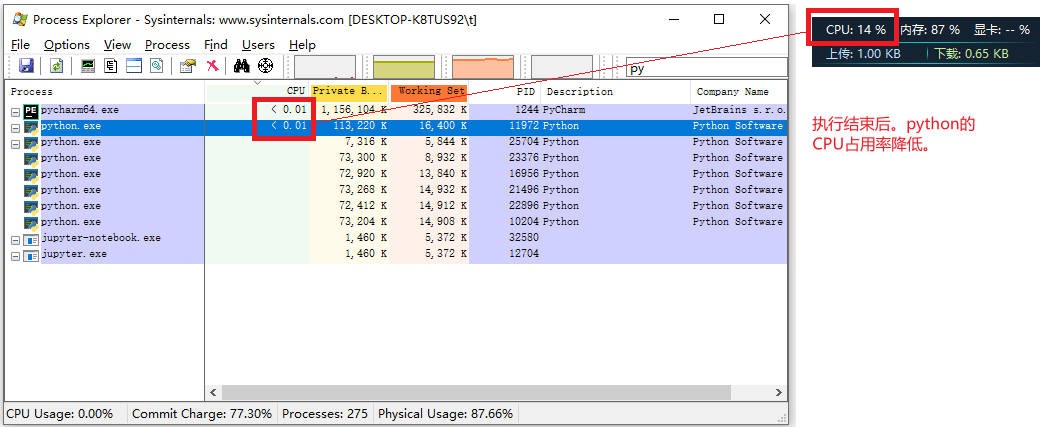 Process Explorer - Sysinternals: www.sysinternals.com [DESKTOP-K8TUS92\t]
File Options View Process Find Users Help
py
Process CPU Private B... Working Set PID Description Company Name
pycharm64.exe < 0.01 1,156,104 K 325,832 K 1244 PyCharm JetBrains s.r.o.
python.exe < 0.01 113,220 K 16,400 K 11972 Python Python Software
python.exe 7,316 K 5,844 K 25704 Python Python Software
python.exe 73,300 K 8,932 K 23376 Python Python Software
python.exe 72,920 K 13,840 K 16956 Python Python Software
python.exe 73,268 K 14,932 K 21496 Python Python Software
python.exe 72,412 K 14,912 K 22896 Python Python Software
python.exe 73,204 K 14,908 K 10204 Python Python Software
jupyter-notebook.exe 1,460 K 5,372 K 32580
jupyter.exe 1,460 K 5,372 K 12704
CPU Usage: 0.00% Commit Charge: 77.30% Processes: 275 Physical Usage: 87.66%
CPU: 14 % 内存: 87 % 显卡: -- %
上传: 1.00 KB 下载: 0.65 KB
执行结束后。python的
CPU占用率降低。